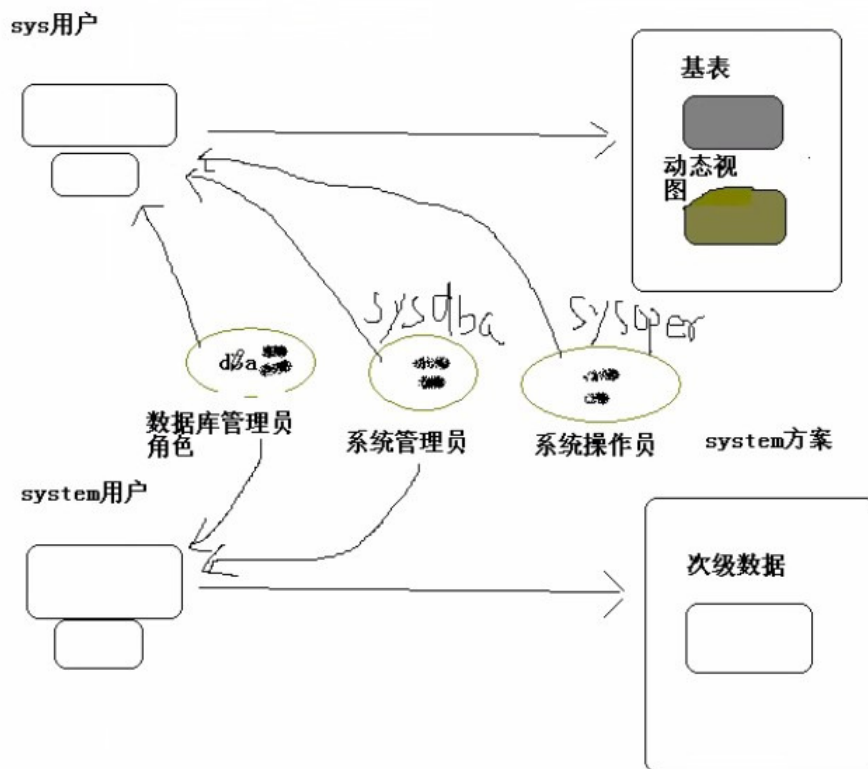 sys用户
基表
动态视
图
sysdba
sysoper
dba
数据库管理员
角色
系统管理员
系统操作员
system方案
system用户
次级数据